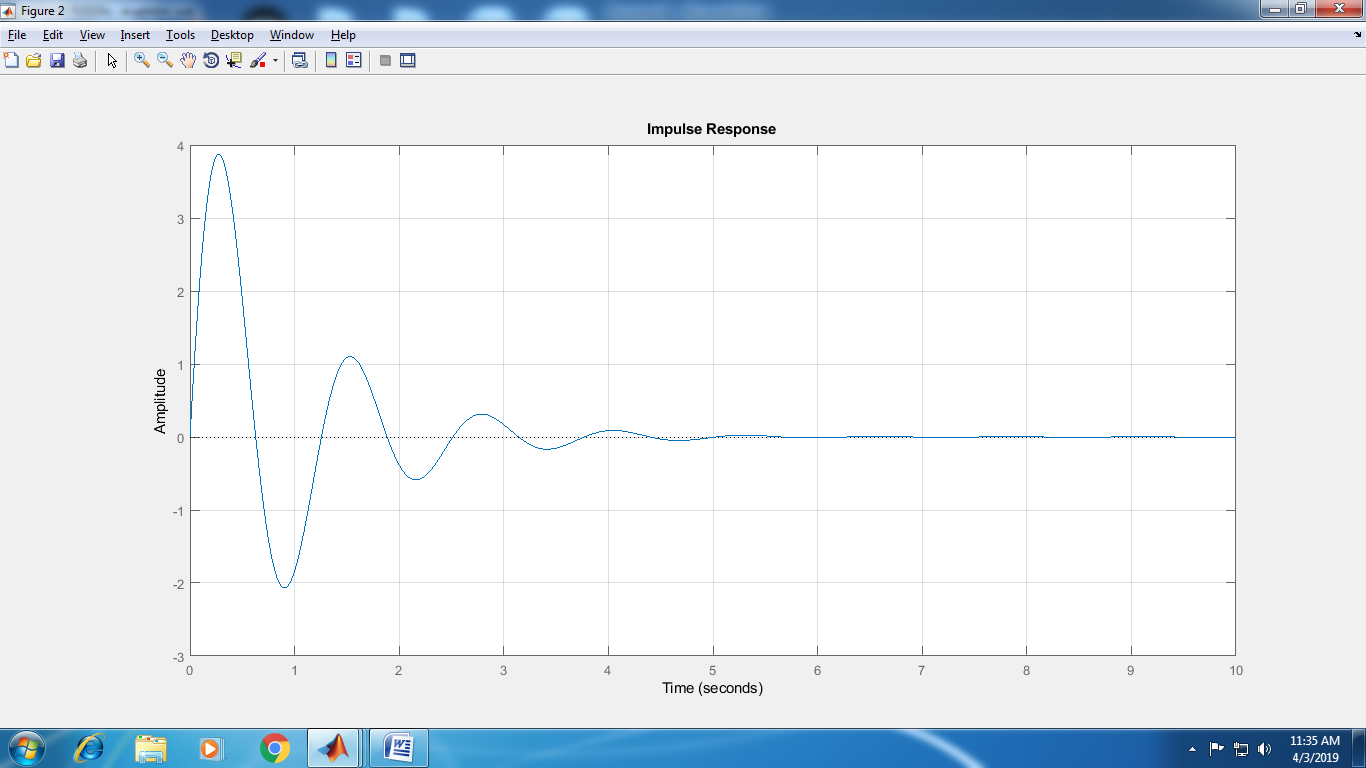 Figure 2
File Edit View Insert Tools Desktop Window Help
Impulse Response
4
3
2
1
0
-1
-2
-3
Amplitude
0 1 2 3 4 5 6 7 8 9 10
Time (seconds)
11:35 AM
4/3/2019